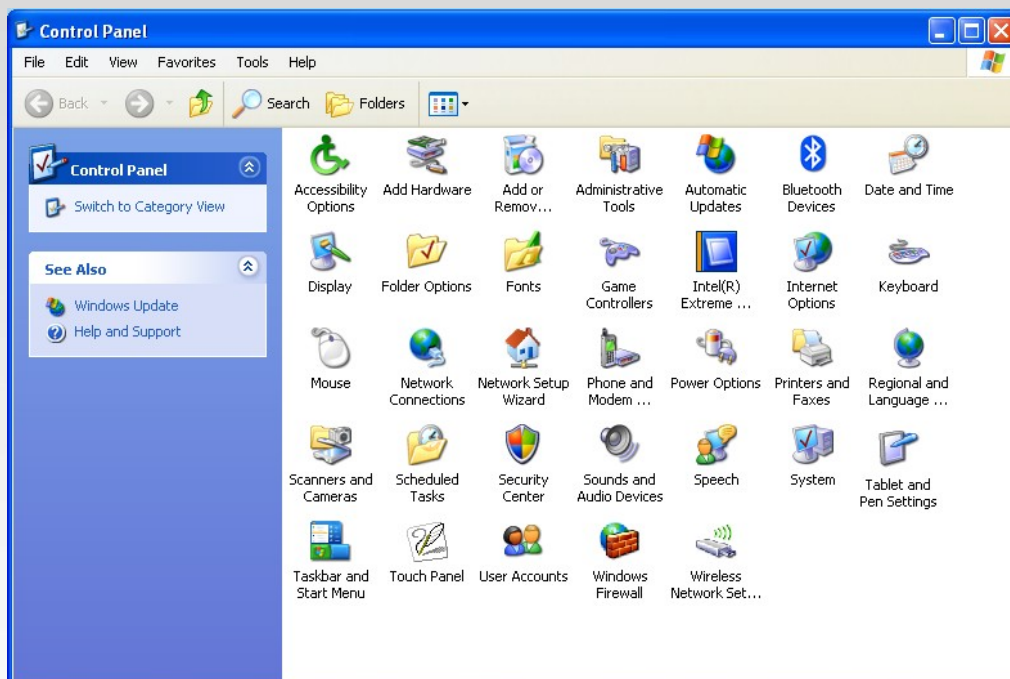 Control Panel
File Edit View Favorites Tools Help
Back Search Folders
Control Panel
Switch to Category View
See Also
Windows Update
Help and Support
Accessibility
Options
Add Hardware
Add or
Remov...
Administrative
Tools
Automatic
Updates
Bluetooth
Devices
Date and Time
Display
Folder Options
Fonts
Game
Controllers
Intel(R)
Extreme ...
Internet
Options
Keyboard
Mouse
Network
Connections
Network Setup
Wizard
Phone and
Modem ...
Power Options
Printers and
Faxes
Regional and
Language ...
Scanners and
Cameras
Scheduled
Tasks
Security
Center
Sounds and
Audio Devices
Speech
System
Tablet and
Pen Settings
Taskbar and
Start Menu
Touch Panel
User Accounts
Windows
Firewall
Wireless
Network Set...